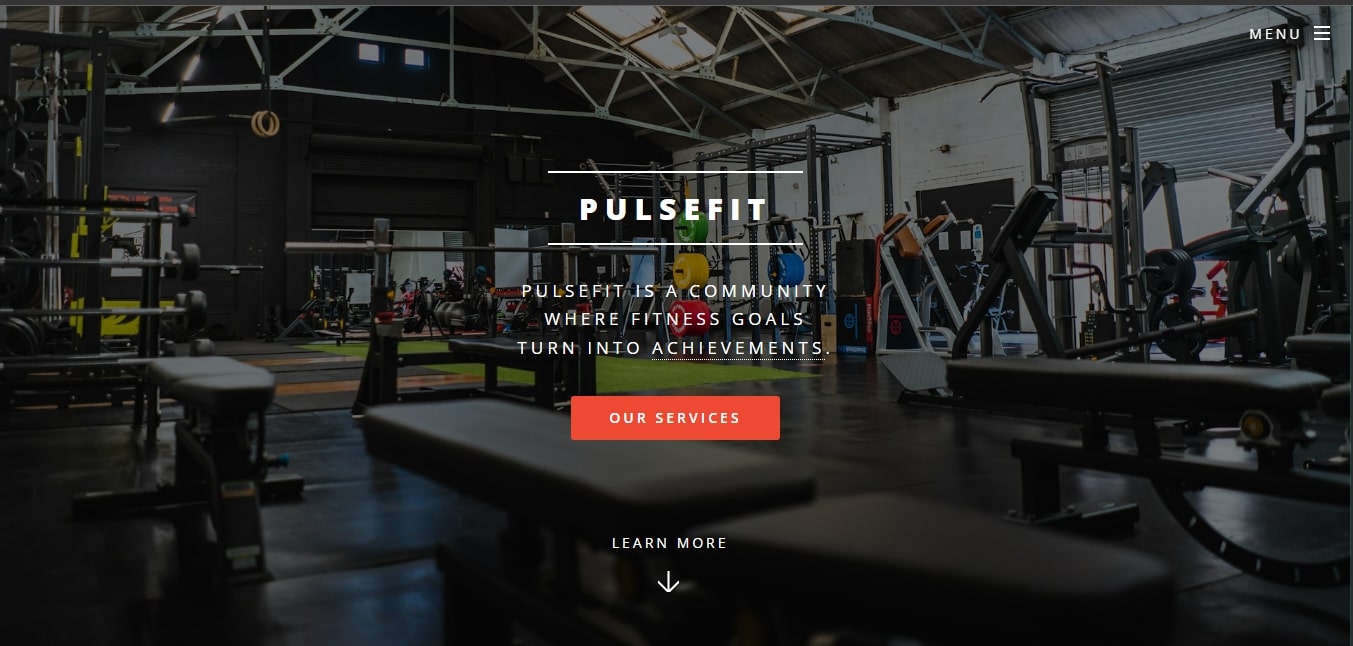 MENU
PULSEFIT
PULSEFIT IS A COMMUNITY
WHERE FITNESS GOALS
TURN INTO ACHIEVEMENTS.
OUR SERVICES
LEARN MORE